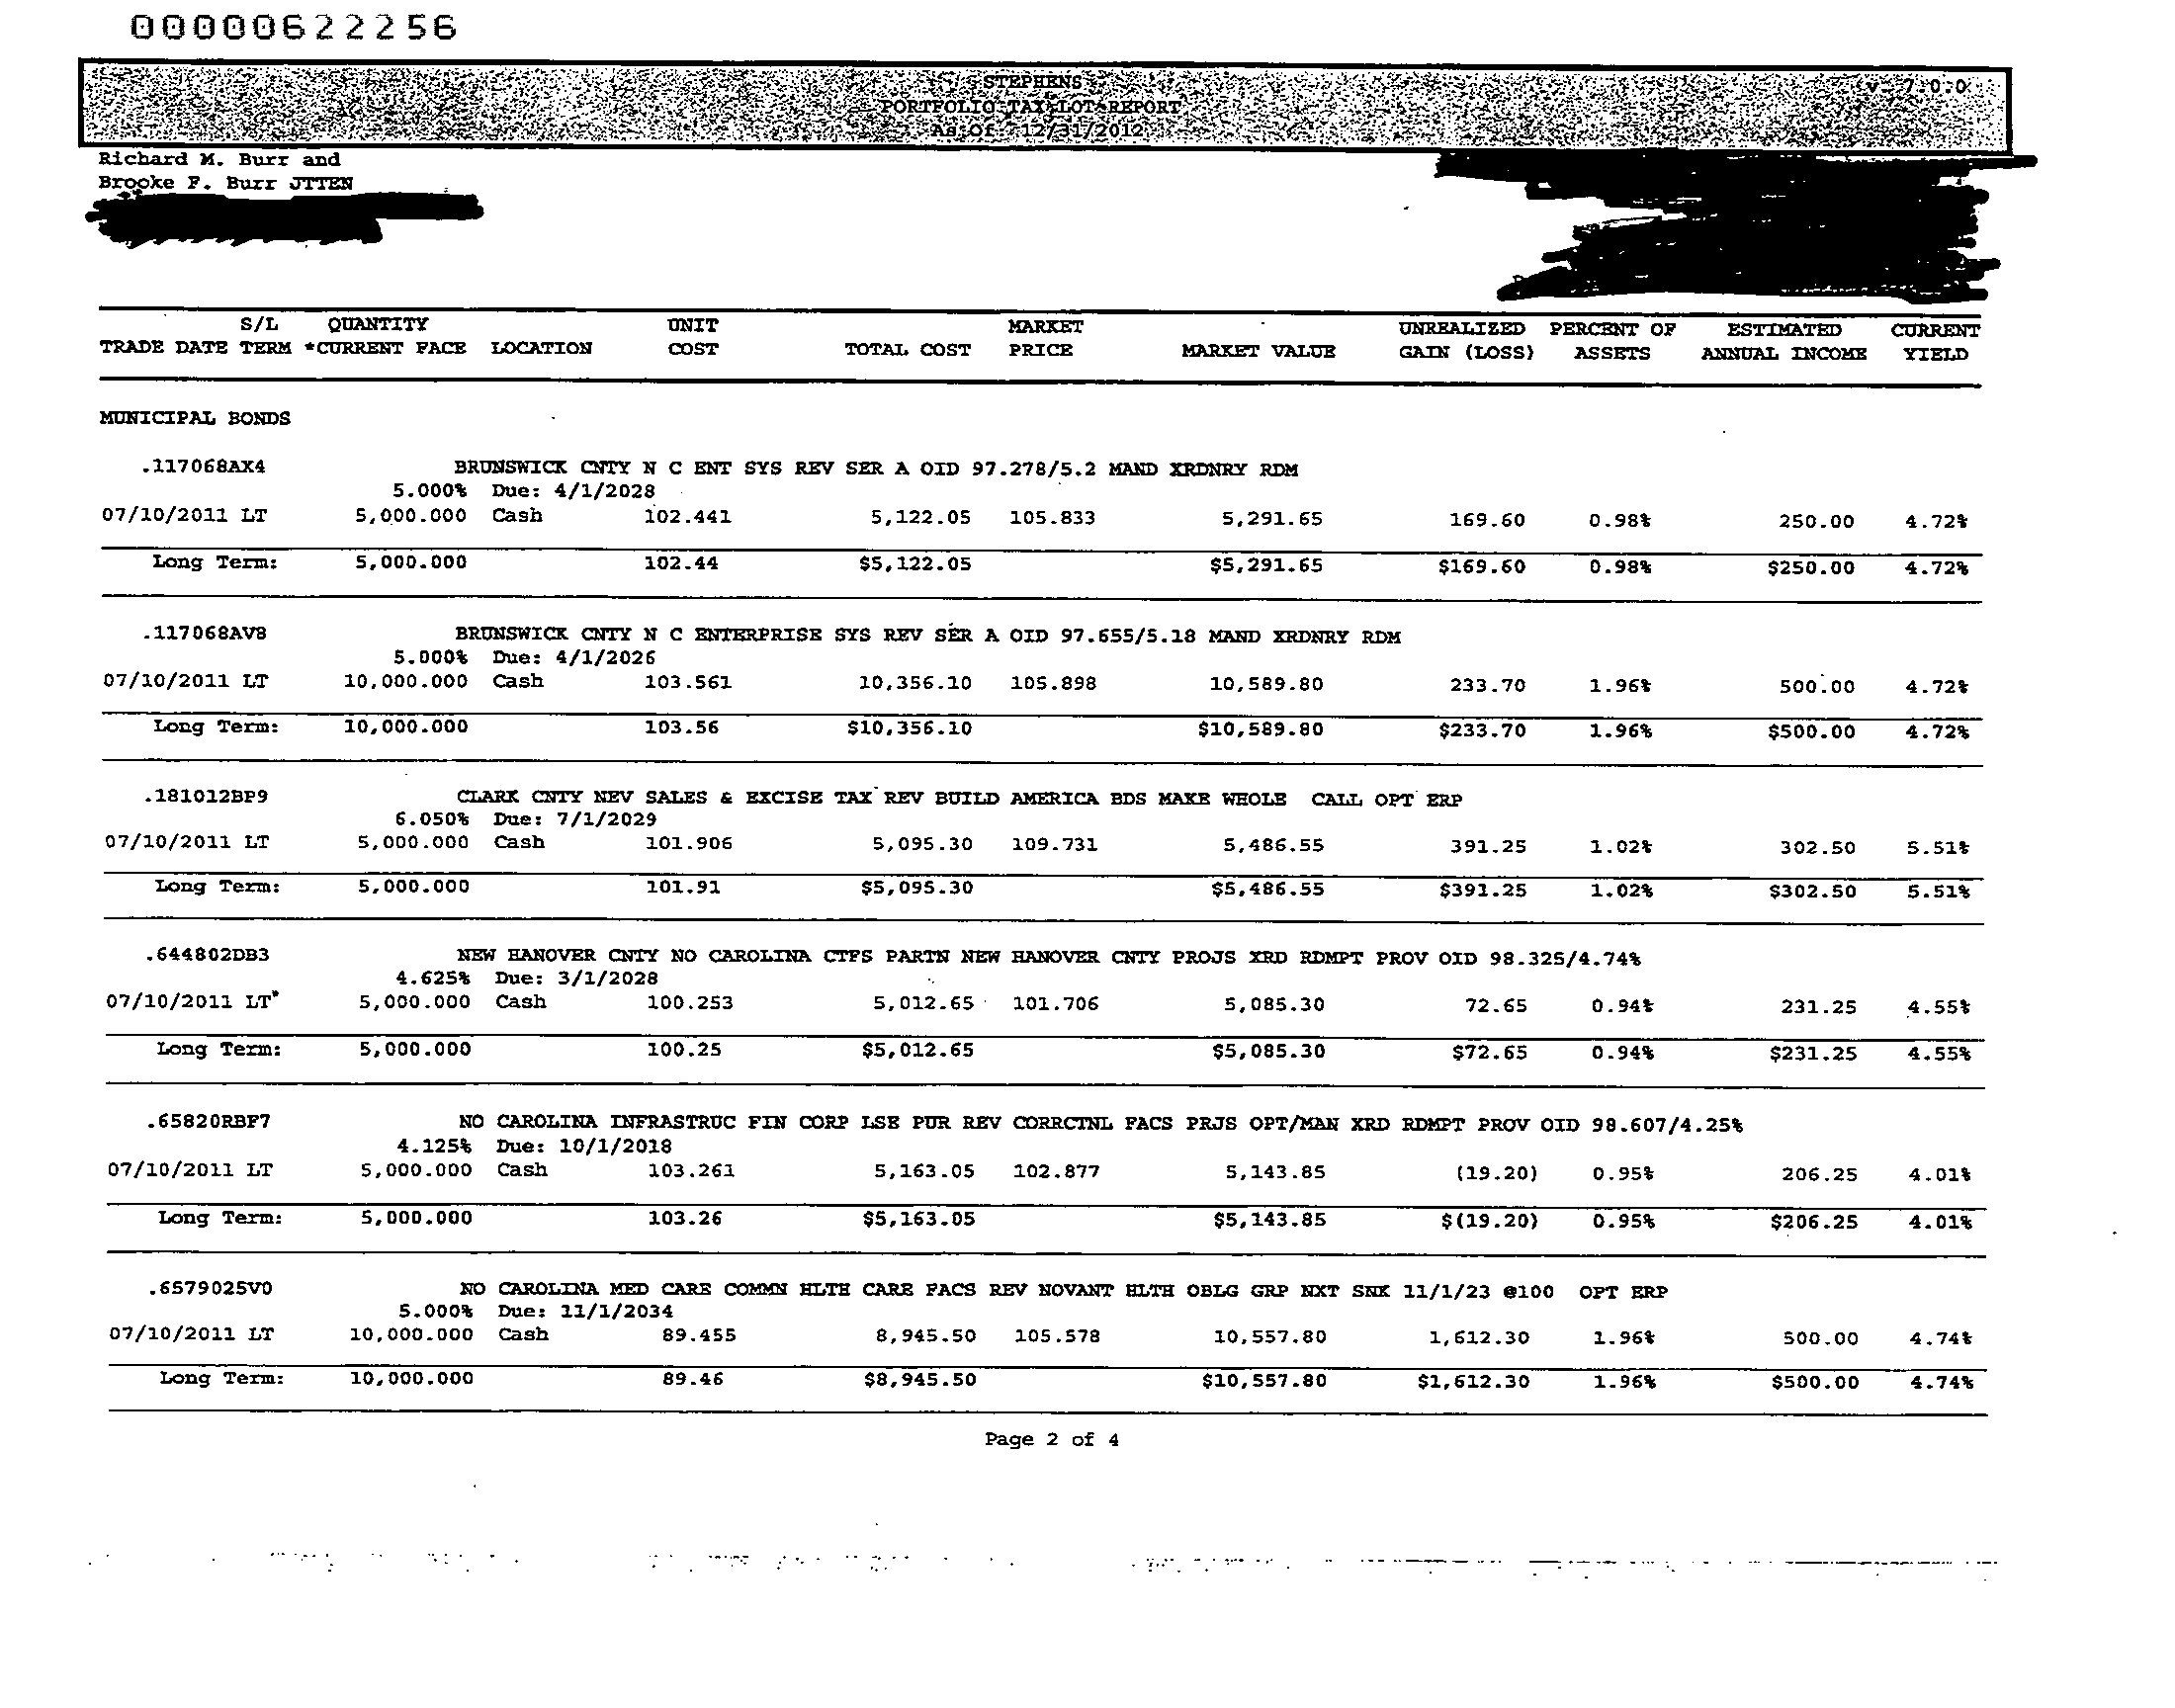 00000622256
STEPHENS
PORTFOLIO TAX LOT REPORT
As Of: 12/31/2012
v. 7.0.0
Richard M. Burr and
Brooke F. Burr JTTEN
S/L QUANTITY UNIT MARKET UNREALIZED PERCENT OF ESTIMATED CURRENT
TRADE DATE TERM *CURRENT FACE LOCATION COST TOTAL COST PRICE MARKET VALUE GAIN (LOSS) ASSETS ANNUAL INCOME YIELD
MUNICIPAL BONDS
.117068AX4 BRUNSWICK CNTY N C ENT SYS REV SER A OID 97.278/5.2 MAND XRDNRY RDM
5.000% Due: 4/1/2028
07/10/2011 LT 5,000.000 Cash 102.441 5,122.05 105.833 5,291.65 169.60 0.98% 250.00 4.72%
Long Term: 5,000.000 102.44 $5,122.05 $5,291.65 $169.60 0.98% $250.00 4.72%
.117068AV8 BRUNSWICK CNTY N C ENTERPRISE SYS REV SER A OID 97.655/5.18 MAND XRDNRY RDM
5.000% Due: 4/1/2026
07/10/2011 LT 10,000.000 Cash 103.561 10,356.10 105.898 10,589.80 233.70 1.96% 500.00 4.72%
Long Term: 10,000.000 103.56 $10,356.10 $10,589.80 $233.70 1.96% $500.00 4.72%
.181012BP9 CLARK CNTY NEV SALES & EXCISE TAX REV BUILD AMERICA BDS MAKE WHOLE CALL OPT ERP
6.050% Due: 7/1/2029
07/10/2011 LT 5,000.000 Cash 101.906 5,095.30 109.731 5,486.55 391.25 1.02% 302.50 5.51%
Long Term: 5,000.000 101.91 $5,095.30 $5,486.55 $391.25 1.02% $302.50 5.51%
.644802DB3 NEW HANOVER CNTY NO CAROLINA CTFS PARTN NEW HANOVER CNTY PROJS XRD RDMPT PROV OID 98.325/4.74%
4.625% Due: 3/1/2028
07/10/2011 LT 5,000.000 Cash 100.253 5,012.65 101.706 5,085.30 72.65 0.94% 231.25 4.55%
Long Term: 5,000.000 100.25 $5,012.65 $5,085.30 $72.65 0.94% $231.25 4.55%
.65820RBF7 NO CAROLINA INFRASTRUC FIN CORP LSE PUR REV CORRCTNL FACS PRJS OPT/MAN XRD RDMPT PROV OID 98.607/4.25%
4.125% Due: 10/1/2018
07/10/2011 LT 5,000.000 Cash 103.261 5,163.05 102.877 5,143.85 (19.20) 0.95% 206.25 4.01%
Long Term: 5,000.000 103.26 $5,163.05 $5,143.85 $(19.20) 0.95% $206.25 4.01%
.6579025V0 NO CAROLINA MED CARE COMMN HLTH CARE FACS REV NOVANT HLTH OBLG GRP NXT SNK 11/1/23 @100 OPT ERP
5.000% Due: 11/1/2034
07/10/2011 LT 10,000.000 Cash 89.455 8,945.50 105.578 10,557.80 1,612.30 1.96% 500.00 4.74%
Long Term: 10,000.000 89.46 $8,945.50 $10,557.80 $1,612.30 1.96% $500.00 4.74%
Page 2 of 4